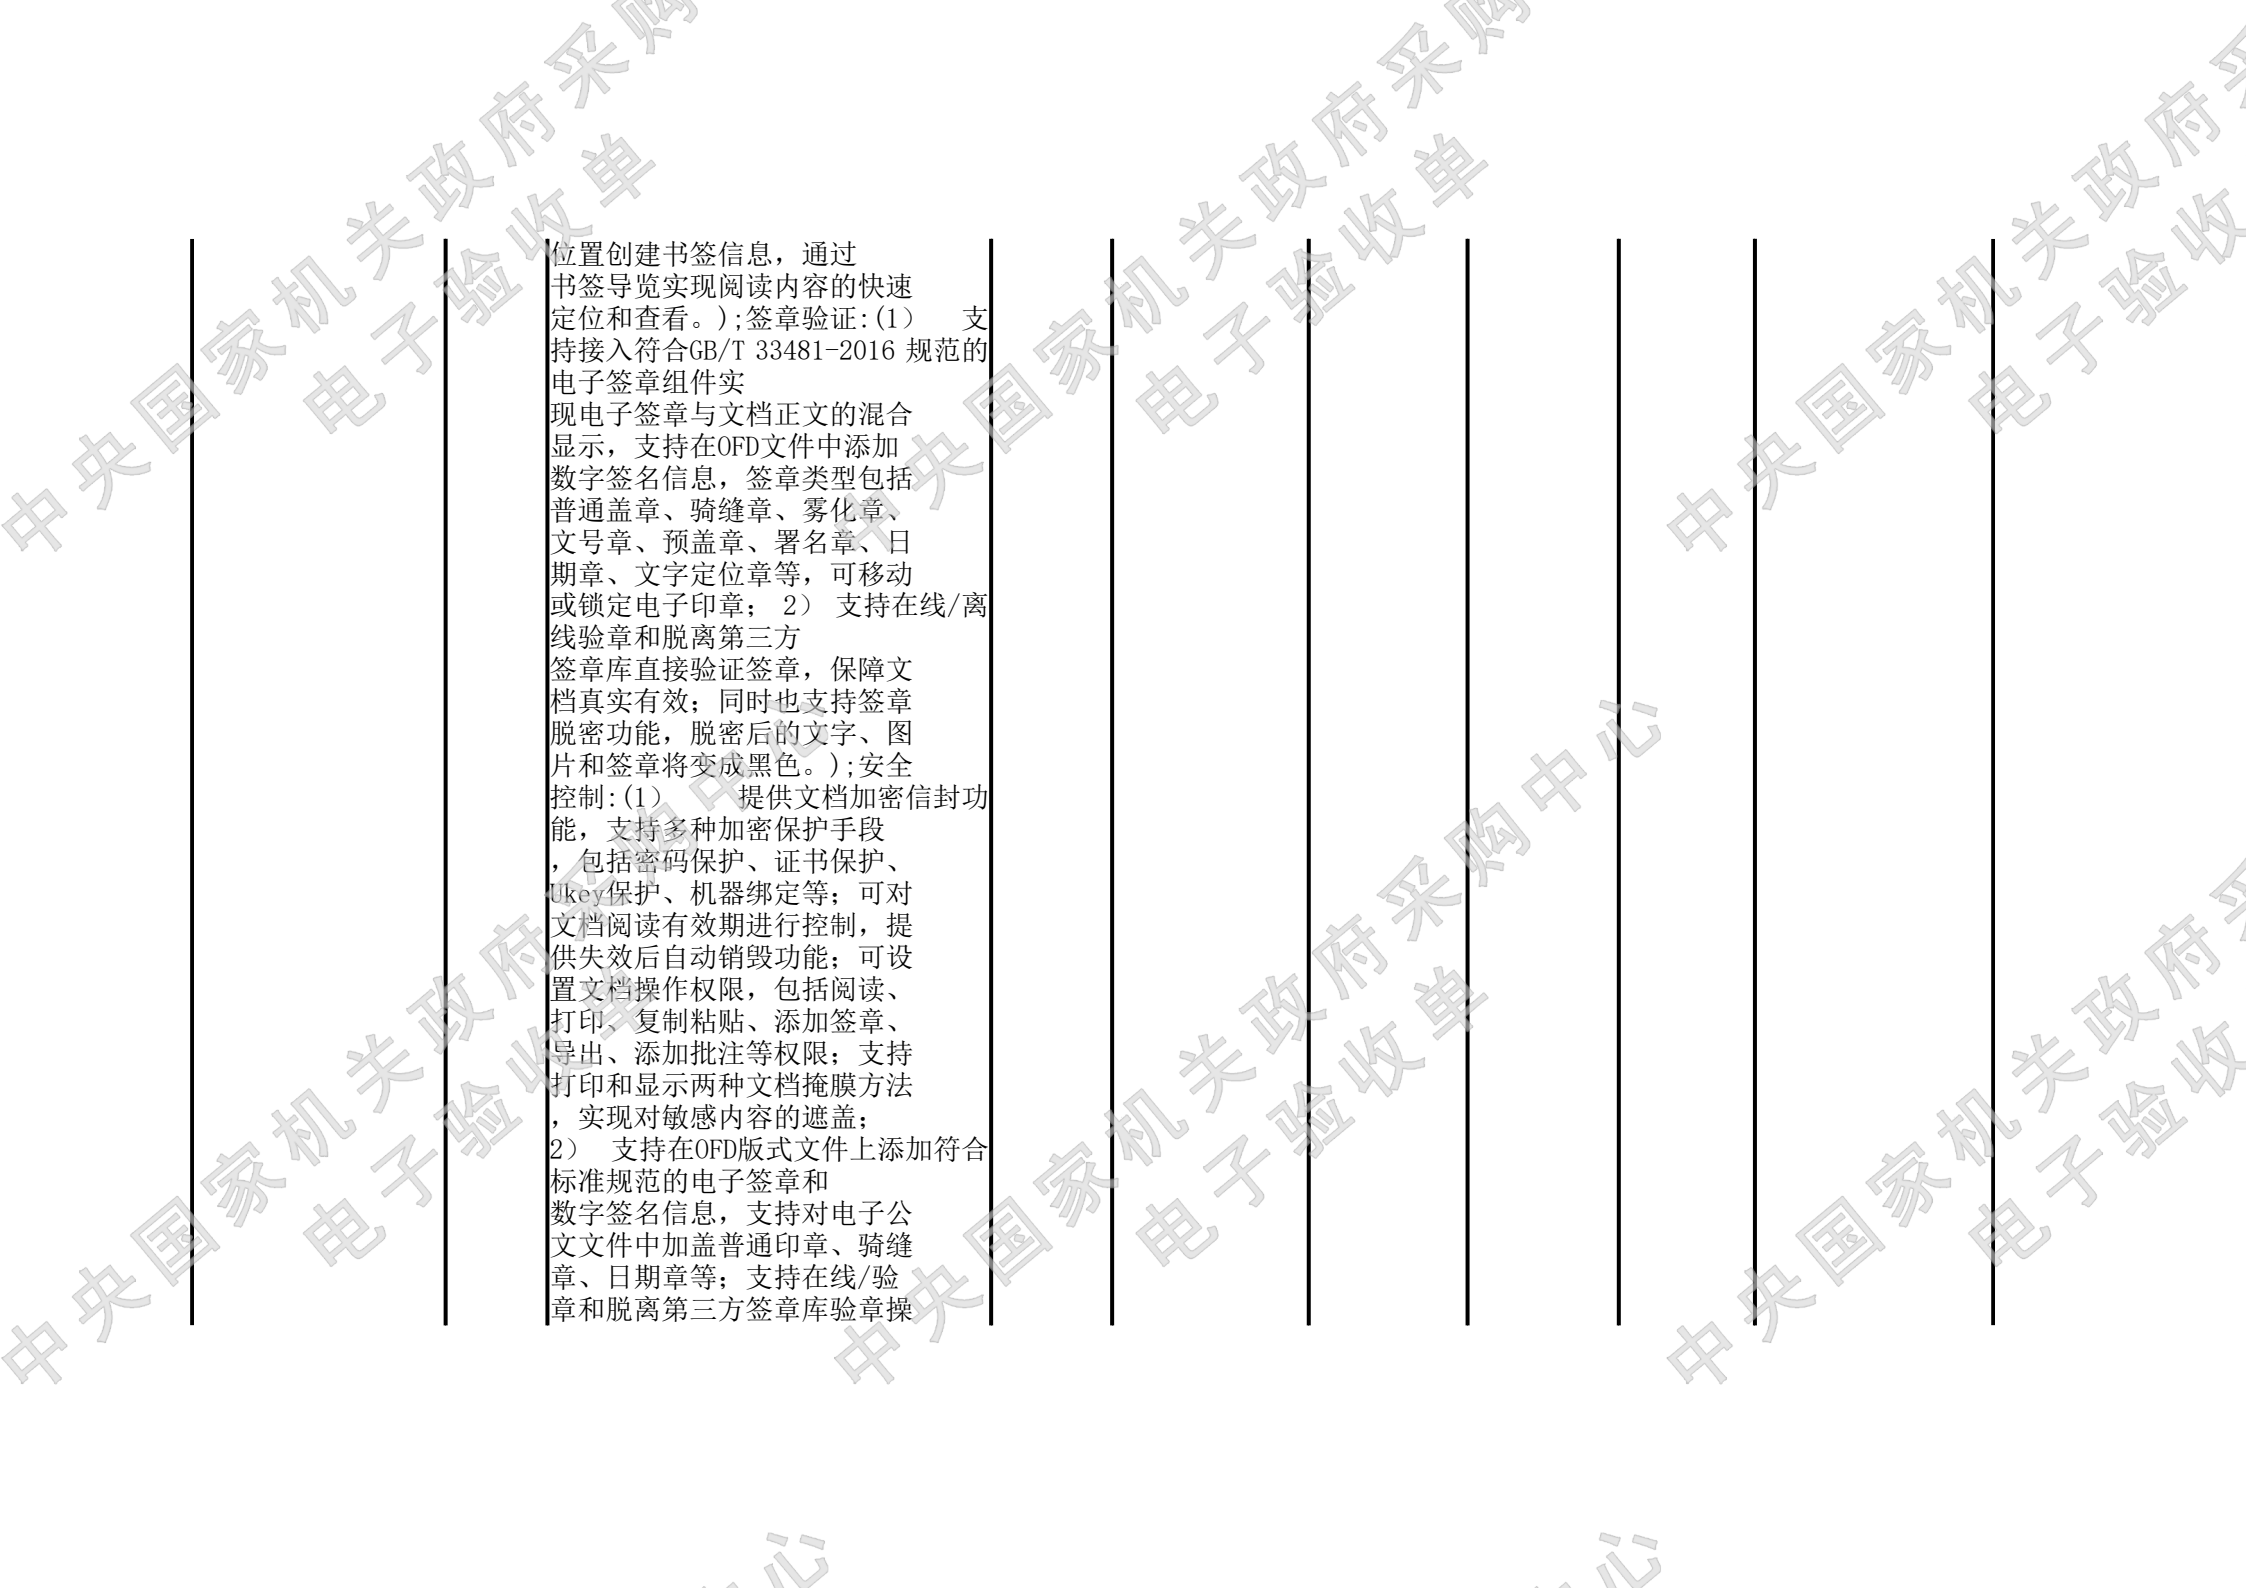 位置创建书签信息，通过
书签导览实现阅读内容的快速
定位和查看。);签章验证:(1） 支
持接入符合GB/T 33481-2016 规范的
电子签章组件实
现电子签章与文档正文的混合
显示，支持在OFD文件中添加
数字签名信息，签章类型包括
普通盖章、骑缝章、雾化章、
文号章、预盖章、署名章、日
期章、文字定位章等，可移动
或锁定电子印章； 2） 支持在线/离
线验章和脱离第三方
签章库直接验证签章，保障文
档真实有效；同时也支持签章
脱密功能，脱密后的文字、图
片和签章将变成黑色。);安全
控制:(1） 提供文档加密信封功
能，支持多种加密保护手段
，包括密码保护、证书保护、
Ukey保护、机器绑定等；可对
文档阅读有效期进行控制，提
供失效后自动销毁功能；可设
置文档操作权限，包括阅读、
打印、复制粘贴、添加签章、
导出、添加批注等权限；支持
打印和显示两种文档掩膜方法
，实现对敏感内容的遮盖；
2） 支持在OFD版式文件上添加符合
标准规范的电子签章和
数字签名信息，支持对电子公
文文件中加盖普通印章、骑缝
章、日期章等；支持在线/验
章和脱离第三方签章库验章操
中央国家机关政府采购中心
电子验收单